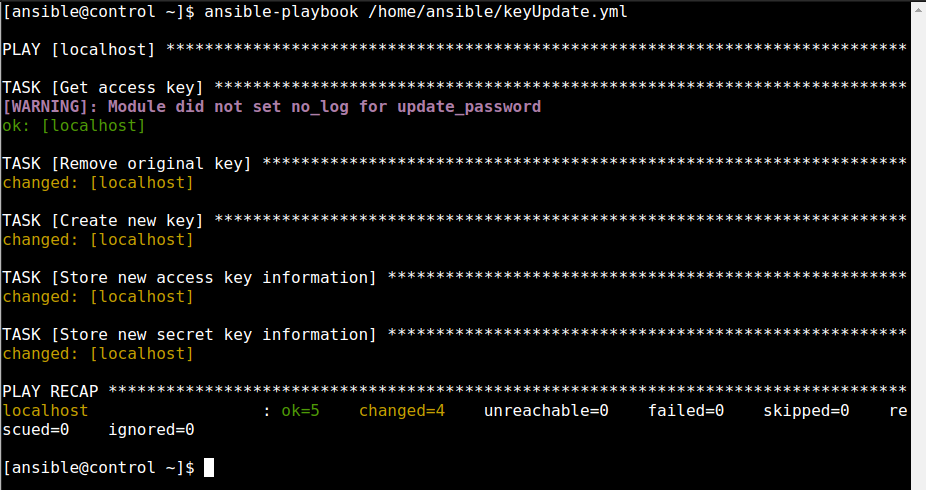 [ansible@control ~]$ ansible-playbook /home/ansible/keyUpdate.yml
PLAY [localhost] *****************************************************************************
TASK [Get access key] ************************************************************************
[WARNING]: Module did not set no_log for update_password
ok: [localhost]
TASK [Remove original key] *******************************************************************
changed: [localhost]
TASK [Create new key] ************************************************************************
changed: [localhost]
TASK [Store new access key information] ******************************************************
changed: [localhost]
TASK [Store new secret key information] ******************************************************
changed: [localhost]
PLAY RECAP ***********************************************************************************
localhost                  : ok=5    changed=4    unreachable=0    failed=0    skipped=0    re
scued=0    ignored=0
[ansible@control ~]$